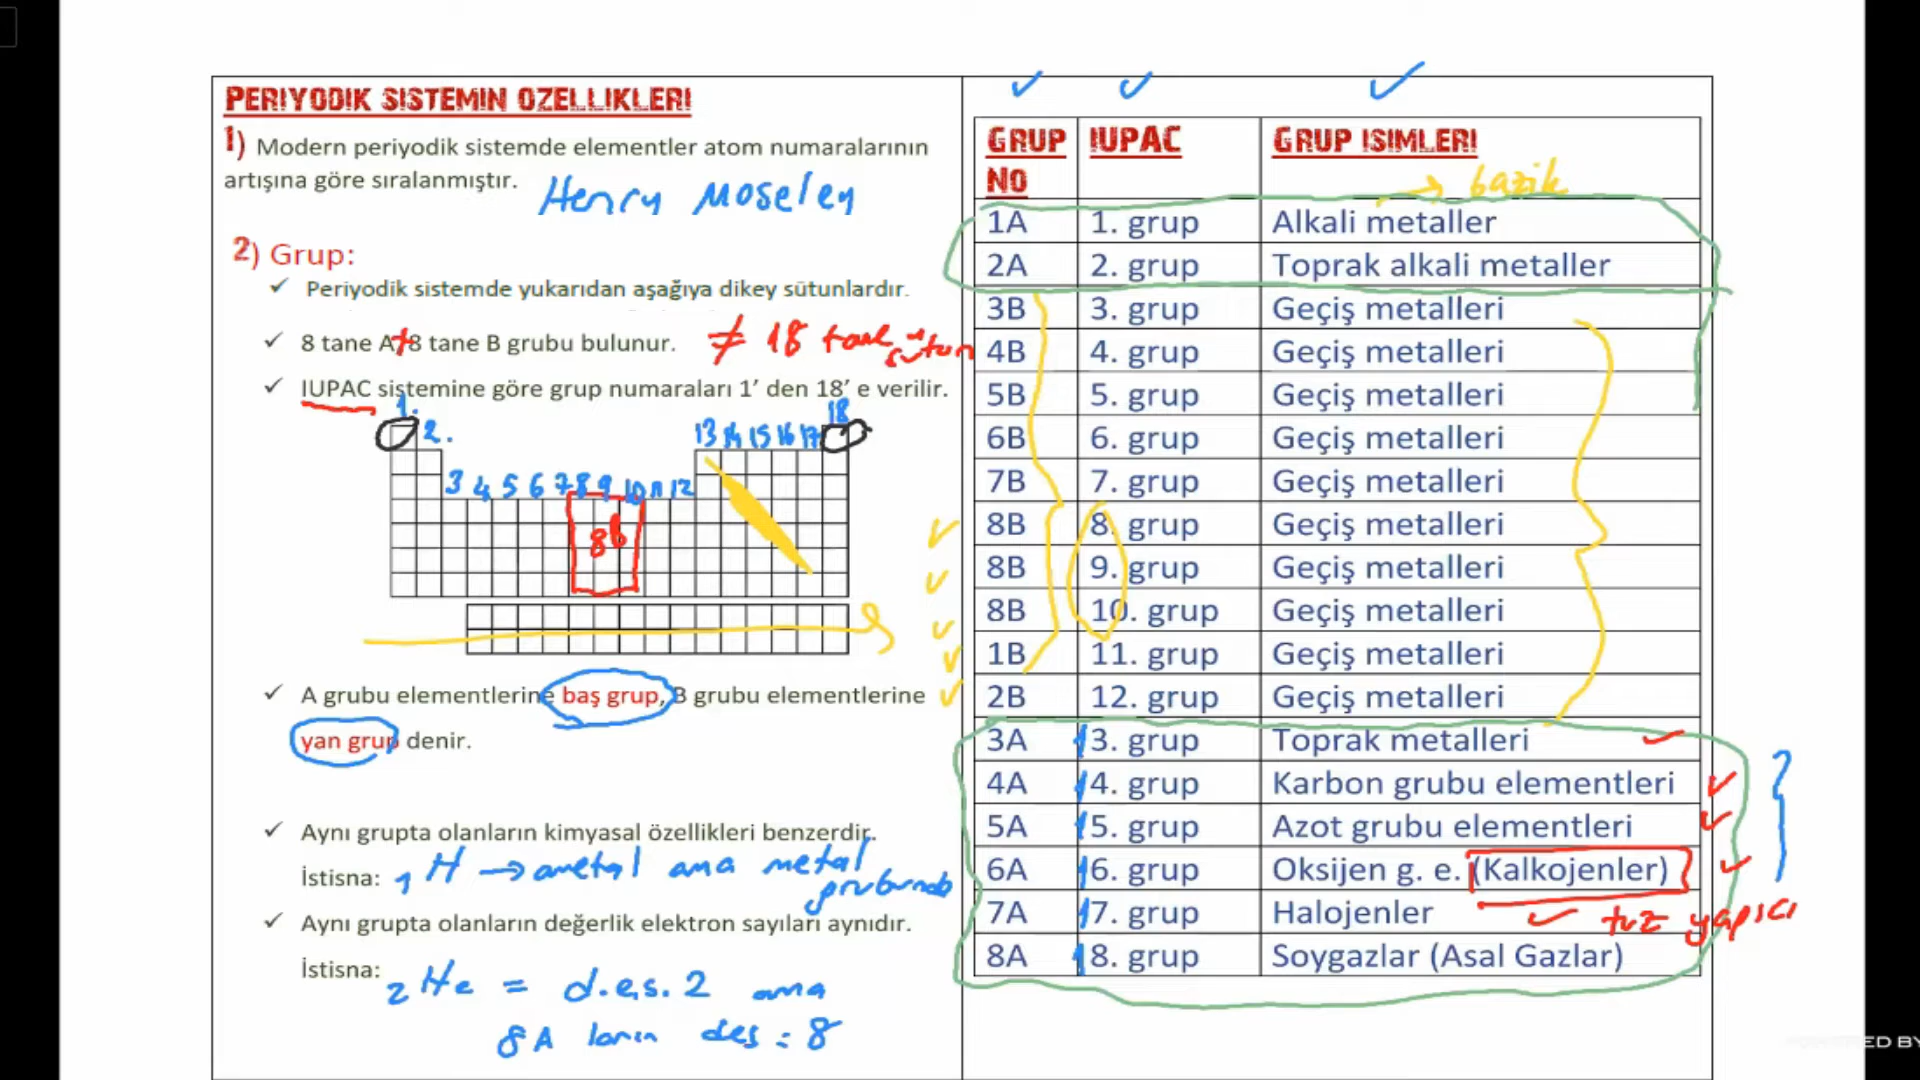 PERIYODIK SISTEMIN OZELLIKLERI
1) Modern periyodik sistemde elementler atom numaralarının
artışına göre sıralanmıştır. Henry Moseley
2) Grup:
✓ Periyodik sistemde yukarıdan aşağıya dikey sütunlardır.
✓ 8 tane A+8 tane B grubu bulunur. ≠ 18 tane sütun
✓ IUPAC sistemine göre grup numaraları 1’ den 18’ e verilir.
1. 18
2. 13 14 15 16 17
3 4 5 6 7 8 9 10 11 12
8b
✓ A grubu elementlerine baş grup, B grubu elementlerine
yan grup denir.
✓ Aynı grupta olanların kimyasal özellikleri benzerdir.
İstisna: 1H → ametal ama metal
grubunda
✓ Aynı grupta olanların değerlik elektron sayıları aynıdır.
İstisna: 2He = d.e.s. 2 ama
8A ların des = 8
GRUP NO IUPAC GRUP ISIMLERI
→ bazik
1A 1. grup Alkali metaller
2A 2. grup Toprak alkali metaller
3B 3. grup Geçiş metalleri
4B 4. grup Geçiş metalleri
5B 5. grup Geçiş metalleri
6B 6. grup Geçiş metalleri
7B 7. grup Geçiş metalleri
8B 8. grup Geçiş metalleri
8B 9. grup Geçiş metalleri
8B 10. grup Geçiş metalleri
1B 11. grup Geçiş metalleri
2B 12. grup Geçiş metalleri
3A 13. grup Toprak metalleri
4A 14. grup Karbon grubu elementleri
5A 15. grup Azot grubu elementleri
6A 16. grup Oksijen g. e. (Kalkojenler)
7A 17. grup Halojenler tuz yapıcı
8A 18. grup Soygazlar (Asal Gazlar)
POWERED BY